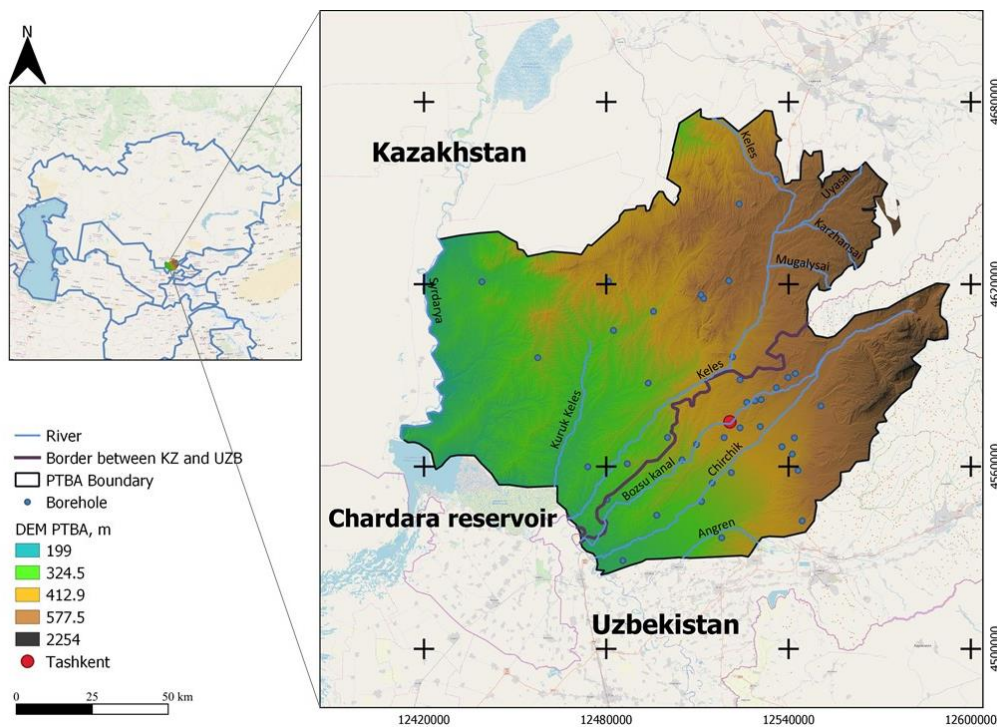 N
Kazakhstan
Keles
Uyasai
Karzhansai
Mugalysai
Syrdarya
Keles
Kuruk Keles
Bozsu kanal
Chirchik
Angren
Chardara reservoir
Uzbekistan
4680000
4620000
4560000
4500000
12420000
12480000
12540000
12600000
River
Border between KZ and UZB
PTBA Boundary
Borehole
DEM PTBA, m
199
324.5
412.9
577.5
2254
Tashkent
0
25
50 km